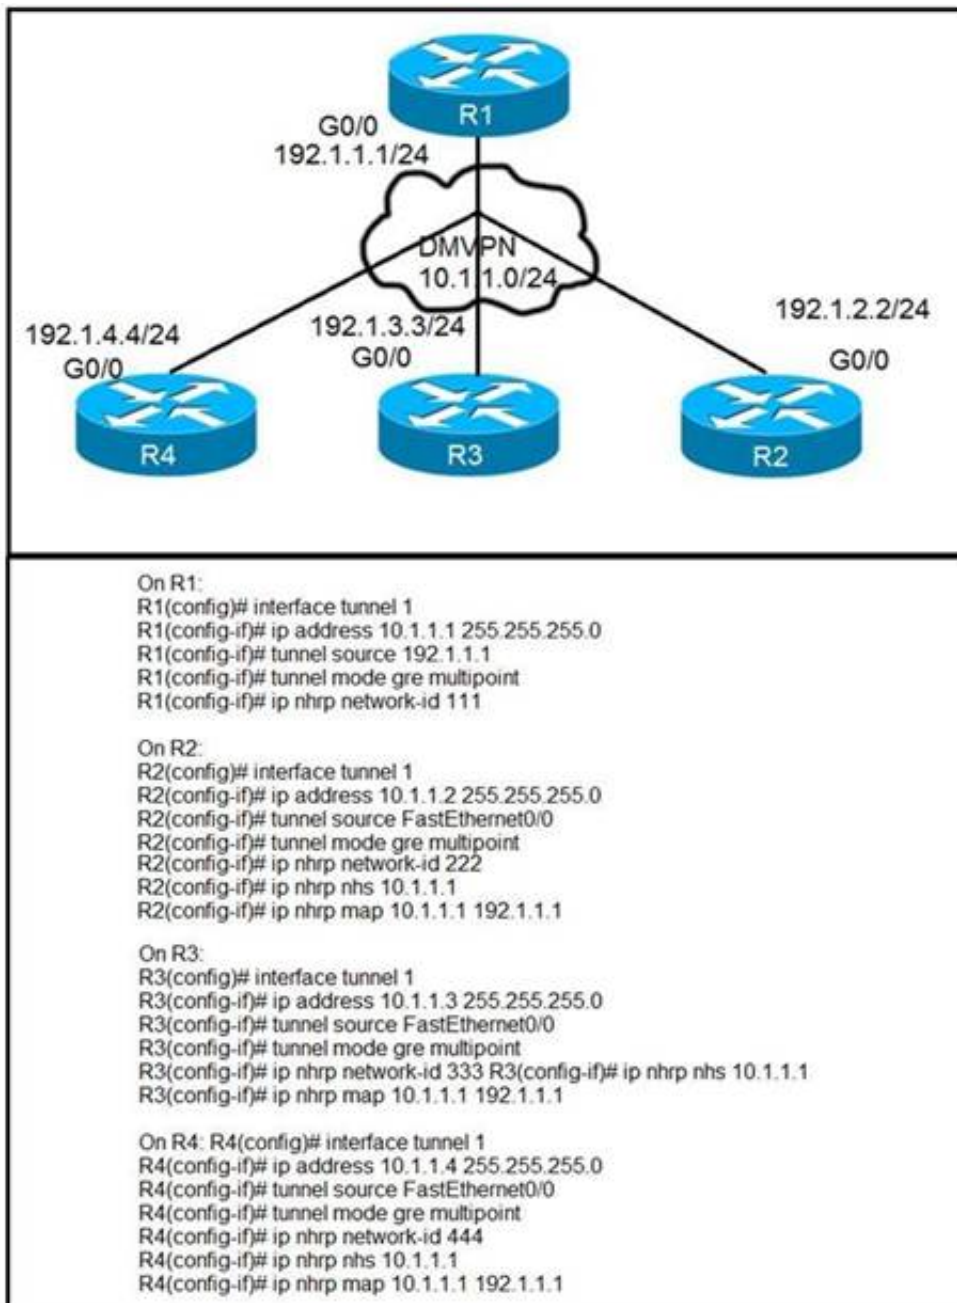 R1
G0/0
192.1.1.1/24
DMVPN
10.1.1.0/24
192.1.4.4/24
G0/0
192.1.3.3/24
G0/0
192.1.2.2/24
G0/0
R4
R3
R2
On R1:
R1(config)# interface tunnel 1
R1(config-if)# ip address 10.1.1.1 255.255.255.0
R1(config-if)# tunnel source 192.1.1.1
R1(config-if)# tunnel mode gre multipoint
R1(config-if)# ip nhrp network-id 111
On R2:
R2(config)# interface tunnel 1
R2(config-if)# ip address 10.1.1.2 255.255.255.0
R2(config-if)# tunnel source FastEthernet0/0
R2(config-if)# tunnel mode gre multipoint
R2(config-if)# ip nhrp network-id 222
R2(config-if)# ip nhrp nhs 10.1.1.1
R2(config-if)# ip nhrp map 10.1.1.1 192.1.1.1
On R3:
R3(config)# interface tunnel 1
R3(config-if)# ip address 10.1.1.3 255.255.255.0
R3(config-if)# tunnel source FastEthernet0/0
R3(config-if)# tunnel mode gre multipoint
R3(config-if)# ip nhrp network-id 333 R3(config-if)# ip nhrp nhs 10.1.1.1
R3(config-if)# ip nhrp map 10.1.1.1 192.1.1.1
On R4: R4(config)# interface tunnel 1
R4(config-if)# ip address 10.1.1.4 255.255.255.0
R4(config-if)# tunnel source FastEthernet0/0
R4(config-if)# tunnel mode gre multipoint
R4(config-if)# ip nhrp network-id 444
R4(config-if)# ip nhrp nhs 10.1.1.1
R4(config-if)# ip nhrp map 10.1.1.1 192.1.1.1